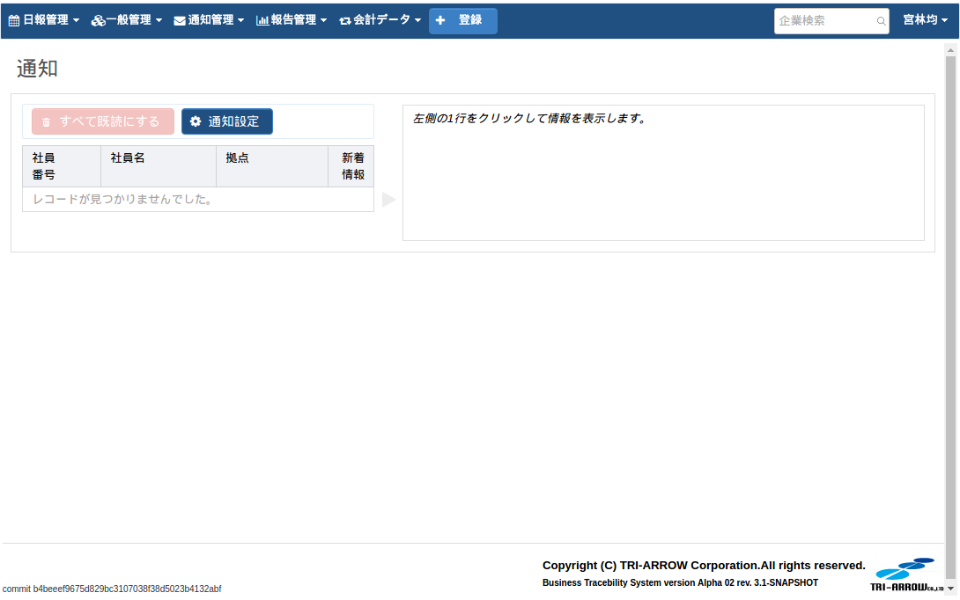 日報管理 一般管理 通知管理 報告管理 会計データ + 登録 企業検索 宮林均
通知
すべて既読にする 通知設定
左側の1行をクリックして情報を表示します。
社員番号 社員名 拠点 新着情報
レコードが見つかりませんでした。
Copyright (C) TRI-ARROW Corporation.All rights reserved.
Business Tracebility System version Alpha 02 rev. 3.1-SNAPSHOT
TRI-ARROW CO.,LTD
commit b4beeef9675d829bc3107038f38d5023b4132abf